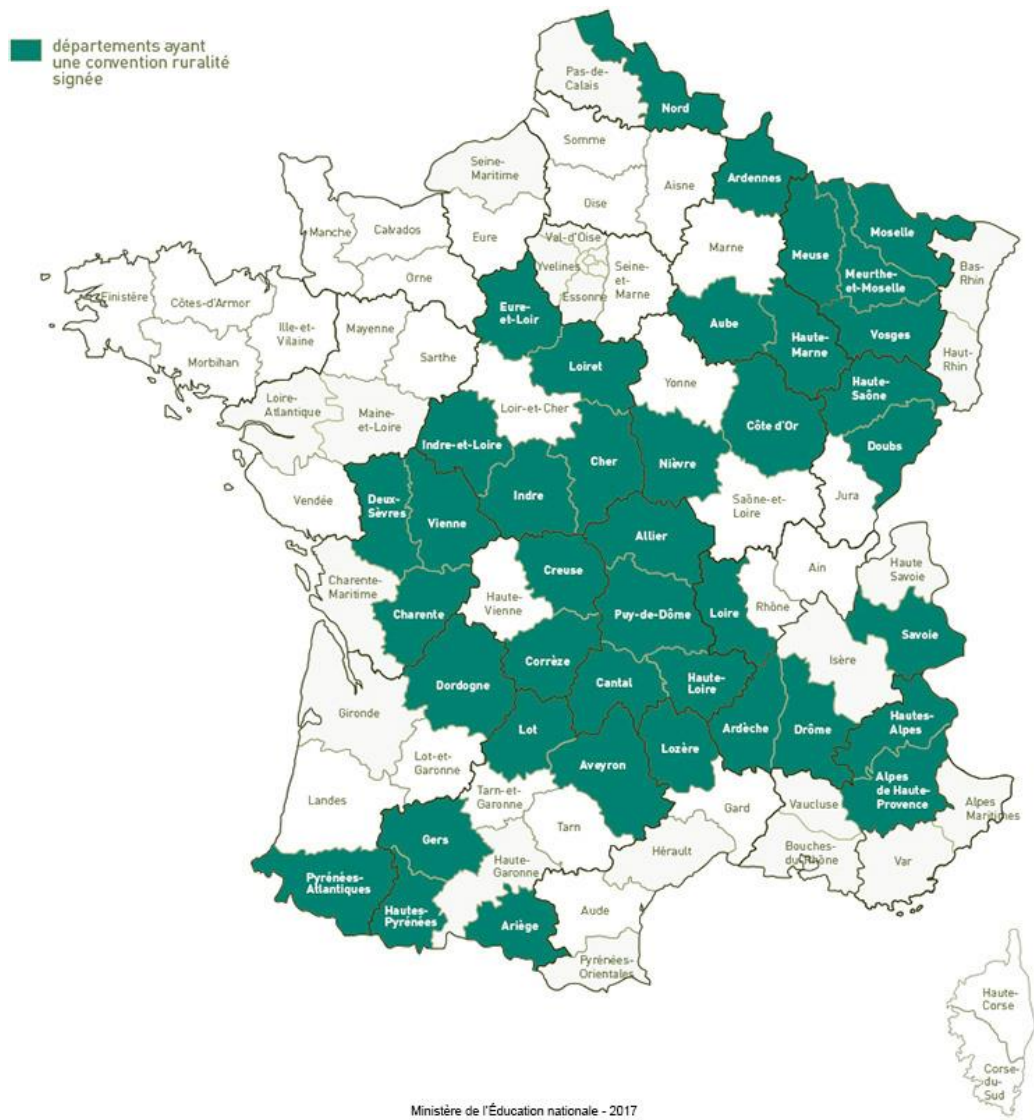 départements ayant
une convention ruralité
signée
Pas-de-
Calais
Nord
Somme
Seine-
Maritime
Aisne
Ardennes
Oise
Manche
Calvados
Eure
Val-d'Oise
Marne
Meuse
Moselle
Yvelines
Seine-
et-
Marne
Meurthe-
et-Moselle
Bas-
Rhin
Orne
Essonne
Finistère
Côtes-d'Armor
Eure-
et-Loir
Aube
Haute-
Marne
Vosges
Ille-et-
Vilaine
Mayenne
Sarthe
Haut-
Rhin
Morbihan
Loiret
Yonne
Haute-
Saône
Loire-
Atlantique
Maine-
et-Loire
Loir-et-Cher
Côte d'Or
Doubs
Indre-et-Loire
Cher
Nièvre
Vendée
Deux-
Sèvres
Vienne
Indre
Saône-et-
Loire
Jura
Allier
Charente-
Maritime
Creuse
Ain
Haute
Savoie
Haute-
Vienne
Charente
Puy-de-Dôme
Loire
Rhône
Savoie
Corrèze
Isère
Dordogne
Cantal
Haute-
Loire
Gironde
Lot
Ardèche
Drôme
Hautes-
Alpes
Lot-et-
Garonne
Aveyron
Lozère
Alpes
de Haute-
Provence
Landes
Tarn-et-
Garonne
Gard
Vaucluse
Alpes
Maritimes
Tarn
Gers
Haute-
Garonne
Hérault
Bouches-
du-Rhône
Var
Pyrénées-
Atlantiques
Hautes-
Pyrénées
Ariège
Aude
Pyrénées-
Orientales
Haute-
Corse
Corse-
du-
Sud
Ministère de l'Éducation nationale - 2017